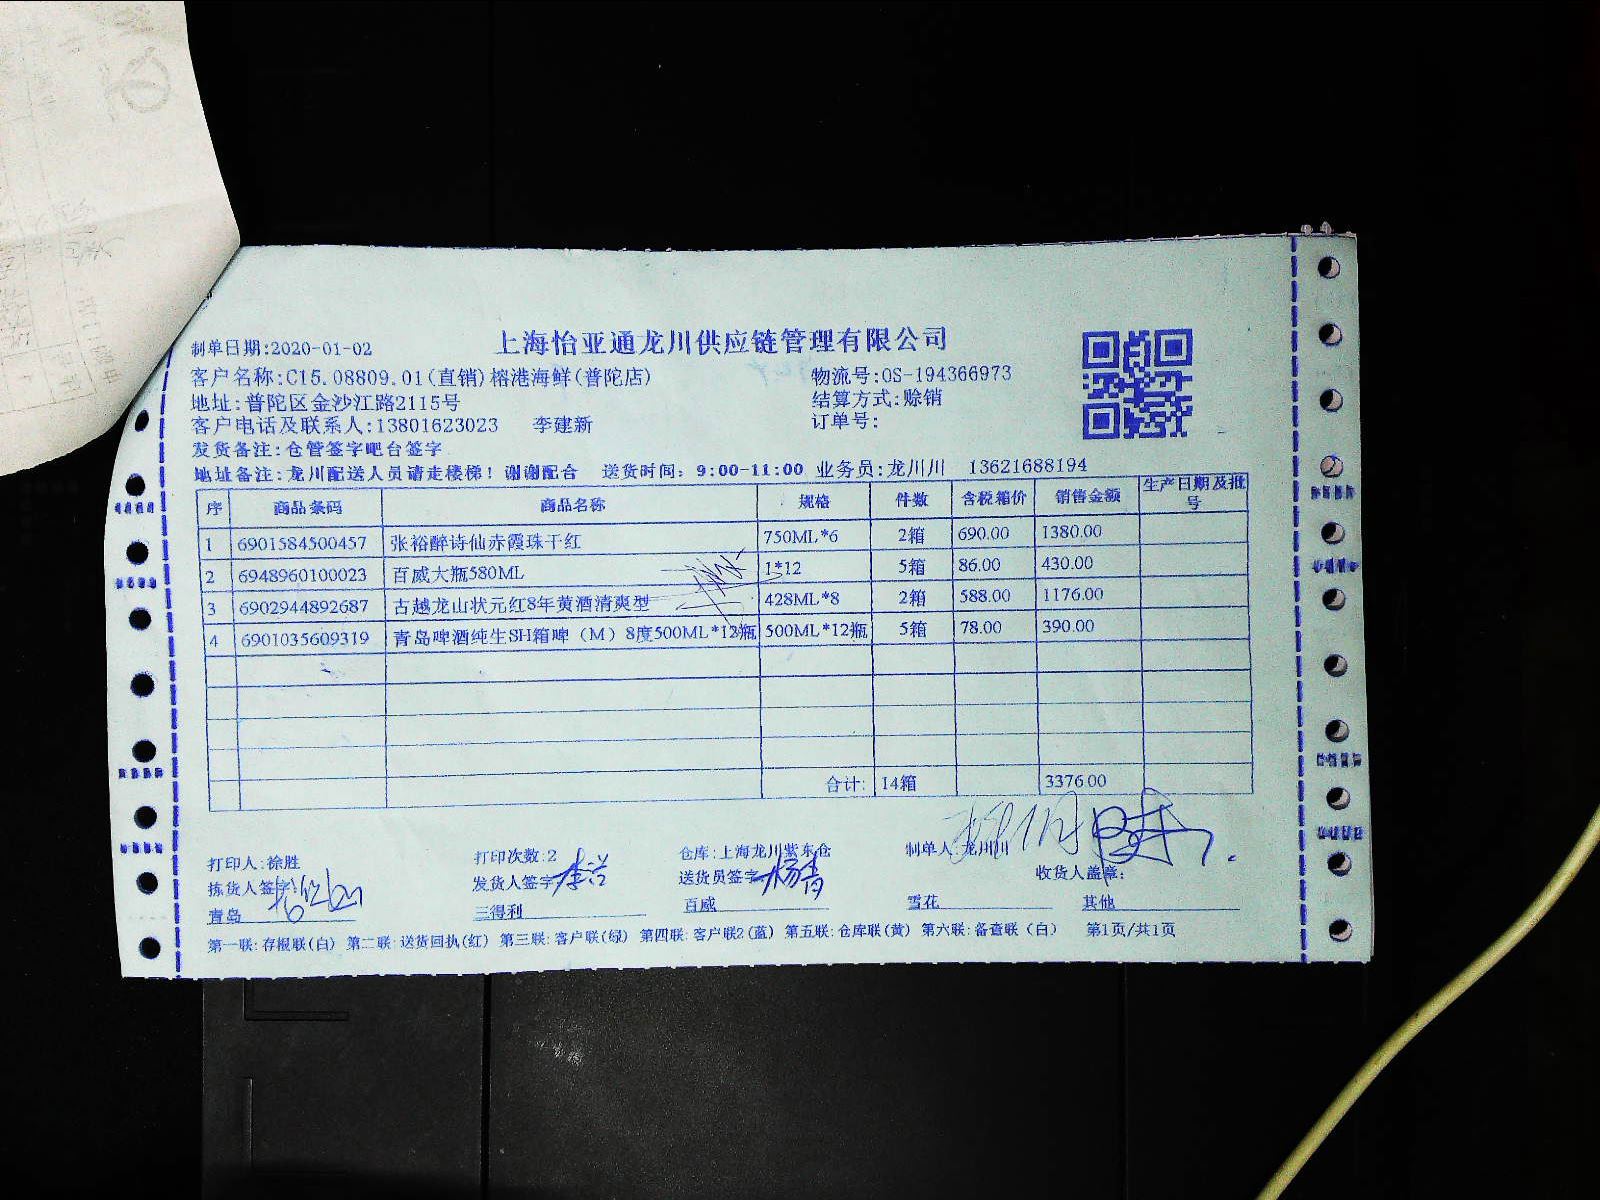 上海怡亚通龙川供应链管理有限公司
制单日期:2020-01-02
客户名称:C15.08809.01(直销)榕港海鲜(普陀店) 物流号:OS-194366973
地址:普陀区金沙江路2115号 结算方式:赊销
客户电话及联系人:13801623023 李建新 订单号:
发货备注:仓管签字吧台签字
地址备注:龙川配送人员请走楼梯！谢谢配合 送货时间：9:00-11:00 业务员:龙川川 13621688194
序 商品条码 商品名称 规格 件数 含税箱价 销售金额 生产日期及批号
1 6901584500457 张裕醉诗仙赤霞珠干红 750ML*6 2箱 690.00 1380.00
2 6948960100023 百威大瓶580ML 1*12 5箱 86.00 430.00
3 6902944892687 古越龙山状元红8年黄酒清爽型 428ML*8 2箱 588.00 1176.00
4 6901035609319 青岛啤酒纯生SH箱啤（M）8度500ML*12瓶 500ML*12瓶 5箱 78.00 390.00
合计: 14箱 3376.00
打印人:徐胜 打印次数:2 仓库:上海龙川紫东仓 制单人:龙川川
拣货人签字: 发货人签字: 送货员签字: 杨青 收货人盖章:
青岛 三得利 百威 雪花 其他
第一联:存根联(白) 第二联:送货回执(红) 第三联:客户联(绿) 第四联:客户联2(蓝) 第五联:仓库联(黄) 第六联:备查联（白） 第1页/共1页